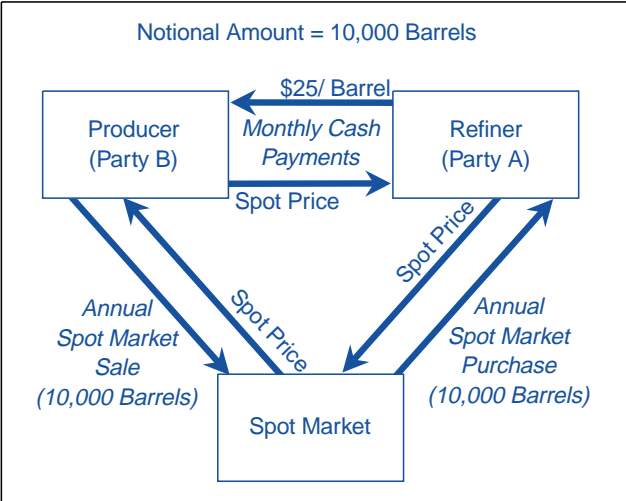 Notional Amount = 10,000 Barrels
$25/ Barrel
Producer
(Party B)
Monthly Cash
Payments
Refiner
(Party A)
Spot Price
Spot Price
Spot Price
Annual
Spot Market
Sale
(10,000 Barrels)
Annual
Spot Market
Purchase
(10,000 Barrels)
Spot Market